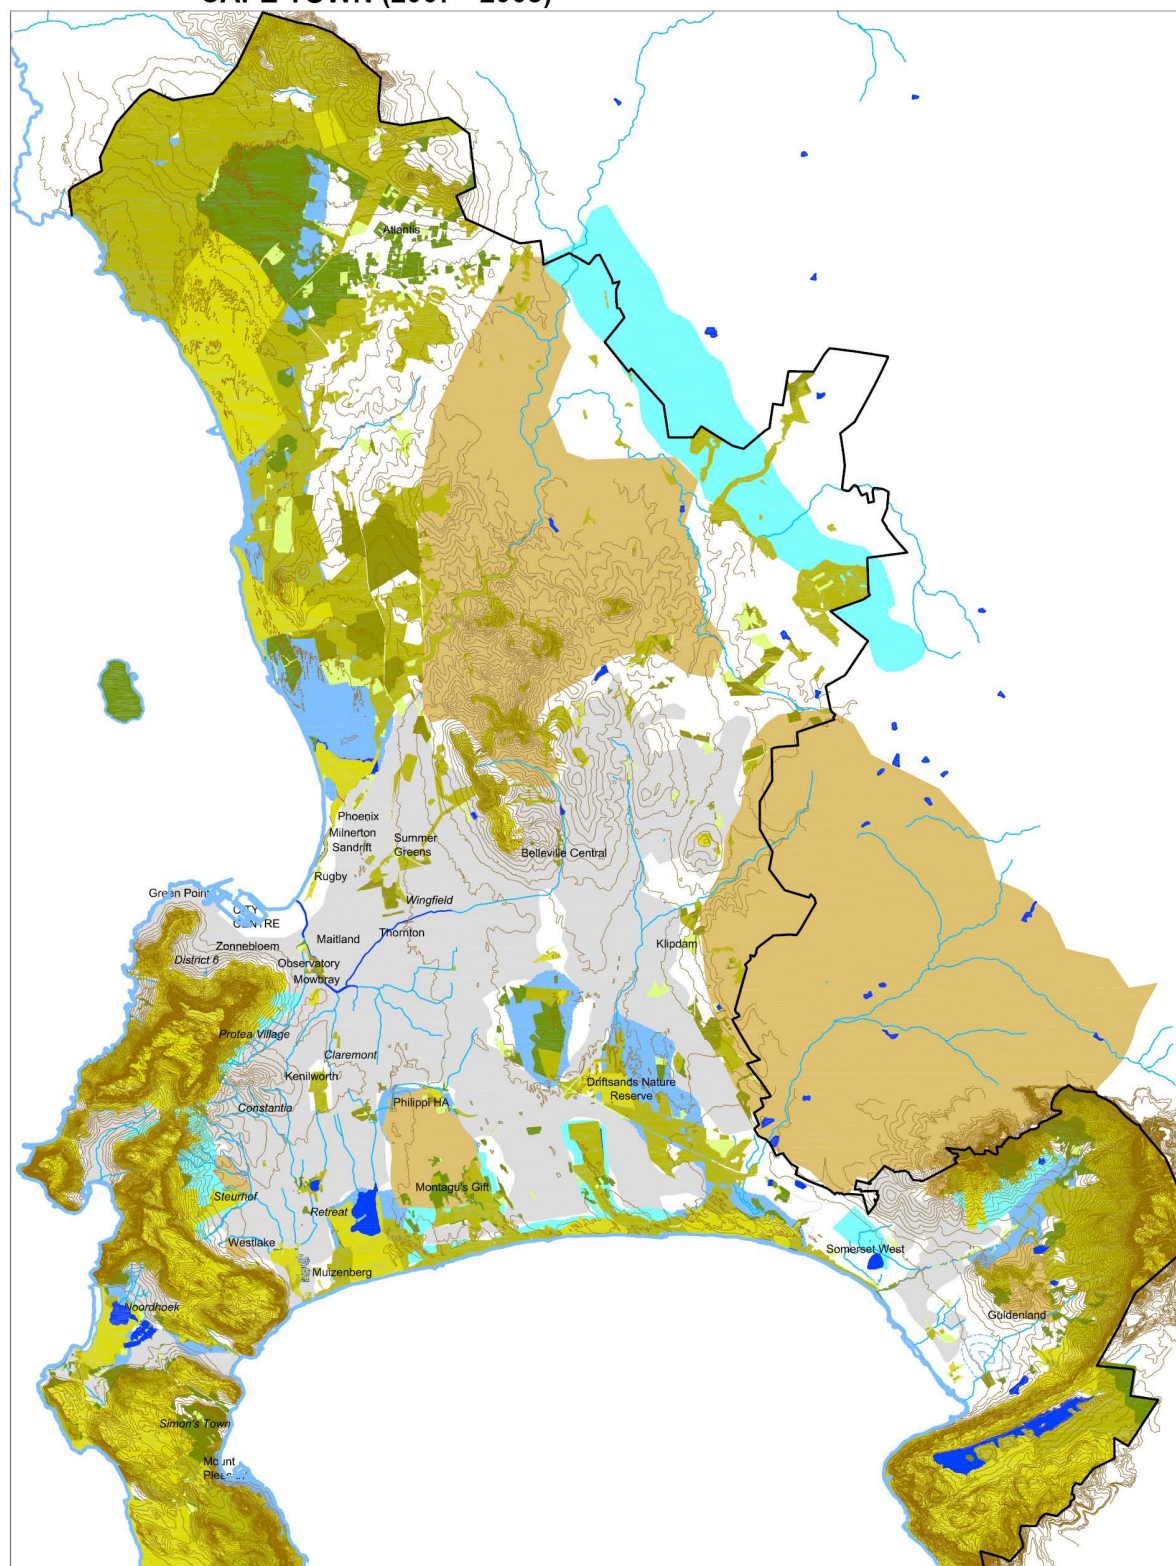 CAPE TOWN (2007 - 2008)
Atlantis
Phoenix
Milnerton
Sandrift
Summer
Greens
Belleville Central
Rugby
Green Point
CITY
CENTRE
Wingfield
Thornton
Maitland
Zonnebloem
District 6
Klipdam
Observatory
Mowbray
Protea Village
Claremont
Kenilworth
Driftsands Nature
Reserve
Constantia
Philippi HA
Montagu's Gift
Steurhof
Retreat
Westlake
Somerset West
Muizenberg
Noordhoek
Guldenland
Simon's Town
Mount